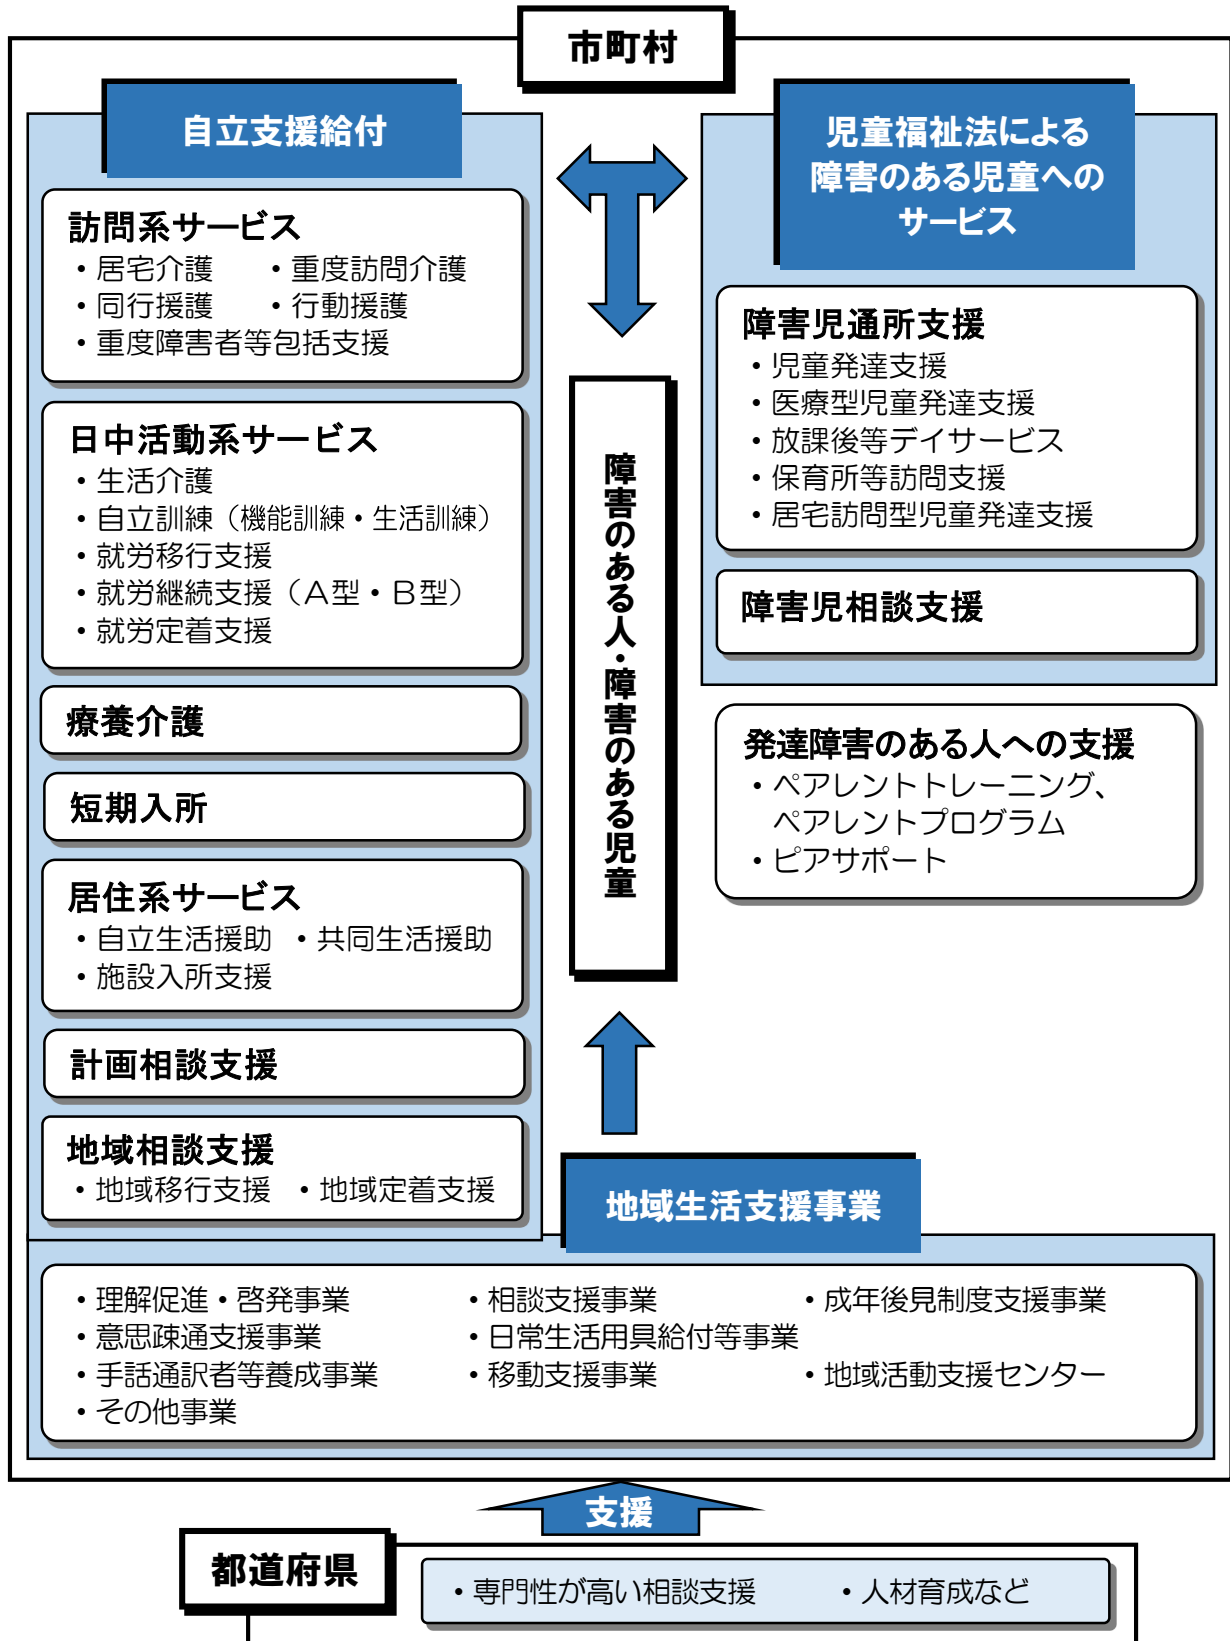 市町村
自立支援給付
訪問系サービス
・居宅介護　・重度訪問介護
・同行援護　・行動援護
・重度障害者等包括支援
日中活動系サービス
・生活介護
・自立訓練（機能訓練・生活訓練）
・就労移行支援
・就労継続支援（A型・B型）
・就労定着支援
療養介護
短期入所
居住系サービス
・自立生活援助　・共同生活援助
・施設入所支援
計画相談支援
地域相談支援
・地域移行支援　・地域定着支援
障害のある人・障害のある児童
児童福祉法による
障害のある児童への
サービス
障害児通所支援
・児童発達支援
・医療型児童発達支援
・放課後等デイサービス
・保育所等訪問支援
・居宅訪問型児童発達支援
障害児相談支援
発達障害のある人への支援
・ペアレントトレーニング、
ペアレントプログラム
・ピアサポート
地域生活支援事業
・理解促進・啓発事業　・相談支援事業　・成年後見制度支援事業
・意思疎通支援事業　・日常生活用具給付等事業
・手話通訳者等養成事業　・移動支援事業　・地域活動支援センター
・その他事業
支援
都道府県
・専門性が高い相談支援　・人材育成など